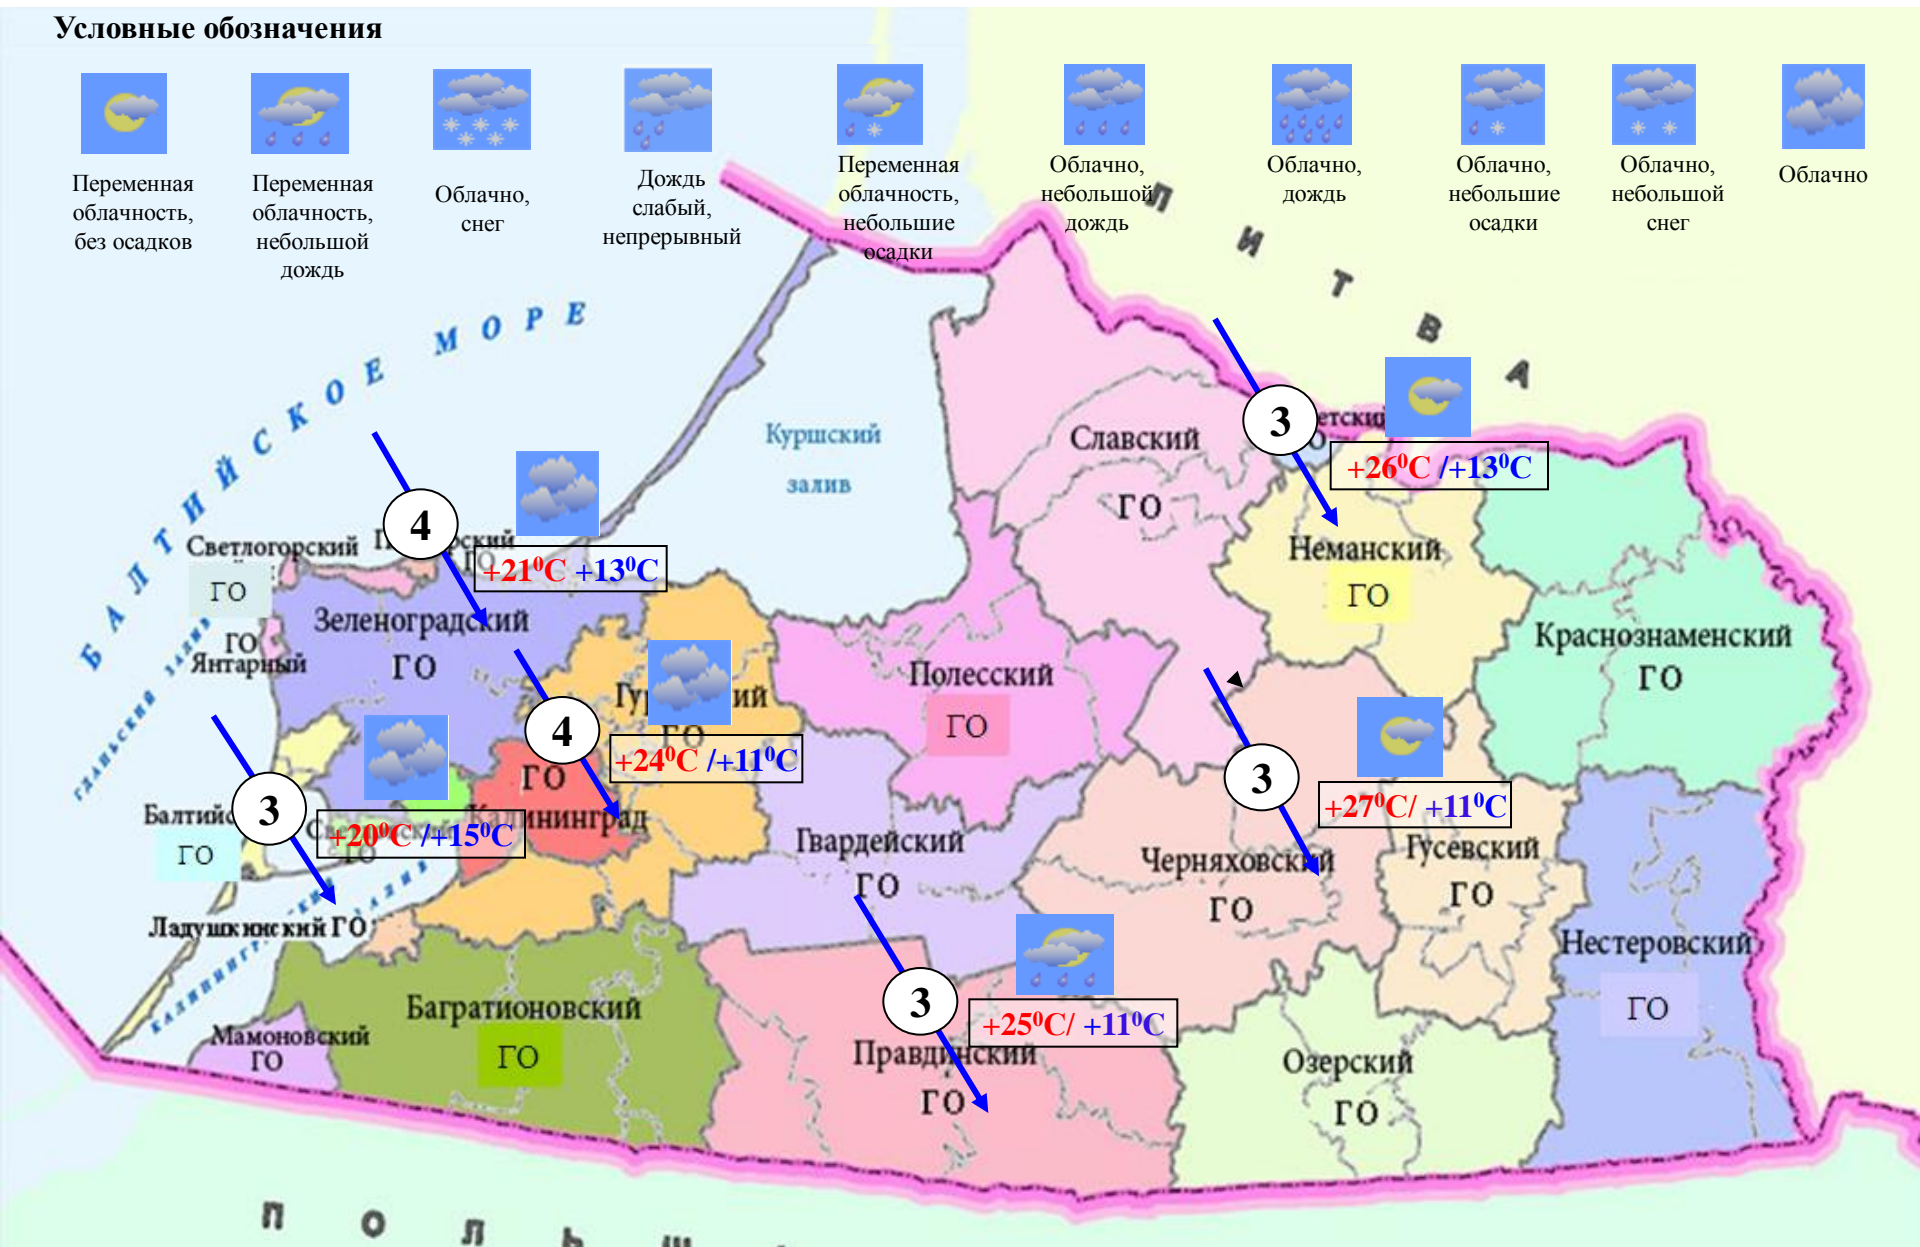 Условные обозначения
Переменная
облачность,
без осадков
Переменная
облачность,
небольшой
дождь
Облачно,
снег
Дождь
слабый,
непрерывный
Переменная
облачность,
небольшие
осадки
Облачно,
небольшой
дождь
Облачно,
дождь
Облачно,
небольшие
осадки
Облачно,
небольшой
снег
Облачно
ЛИТВА
БАЛТИЙСКОЕ МОРЕ
Куршский
залив
Славский
ГО
3
+26⁰С /+13⁰С
4
+21⁰С +13⁰С
Светлогорский
ГО
ГО
Янтарный
Зеленоградский
ГО
Неманский
ГО
Краснознаменский
ГО
Полесский
ГО
ГО
4
+24⁰С /+11⁰С
ГДАНЬСКИЙ ЗАЛИВ
ГО
Калининград
3
+20⁰С /+15⁰С
ГО
3
+27⁰С/ +11⁰С
Гвардейский
ГО
Черняховский
ГО
Гусевский
ГО
Ладушкинский ГО
Нестеровский
ГО
Багратионовский
ГО
Мамоновский
ГО
3
+25⁰С/ +11⁰С
Правдинский
ГО
Озерский
ГО